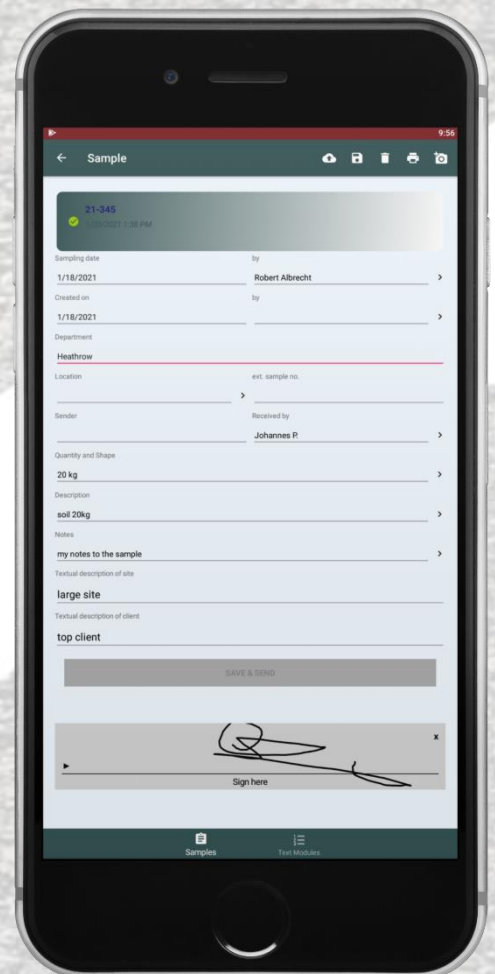 9:56
Sample
21-345
1:38 PM
Sampling date by
1/18/2021 Robert Albrecht
Created on by
1/18/2021
Department
Heathrow
Location ext. sample no.
Sender Received by
Johannes P.
Quantity and Shape
20 kg
Description
soil 20kg
Notes
my notes to the sample
Textual description of site
large site
Textual description of client
top client
SAVE & SEND
x
Sign here
Samples Text Modules